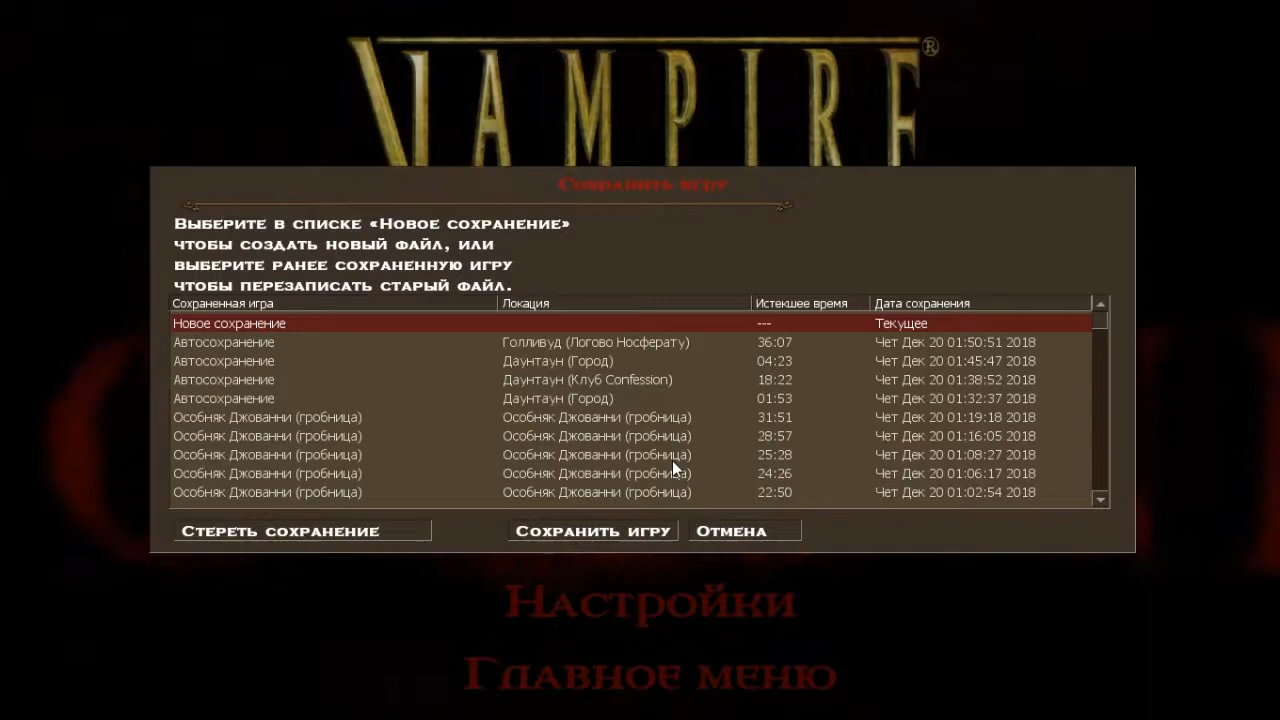 VAMPIRE®
Сохранить игру
Выберите в списке «Новое сохранение»
чтобы создать новый файл, или
выберите ранее сохраненную игру
чтобы перезаписать старый файл.
Сохраненная игра Локация Истекшее время Дата сохранения
Новое сохранение --- Текущее
Автосохранение Голливуд (Логово Носферату) 36:07 Чет Дек 20 01:50:51 2018
Автосохранение Даунтаун (Город) 04:23 Чет Дек 20 01:45:47 2018
Автосохранение Даунтаун (Клуб Confession) 18:22 Чет Дек 20 01:38:52 2018
Автосохранение Даунтаун (Город) 01:53 Чет Дек 20 01:32:37 2018
Особняк Джованни (гробница) Особняк Джованни (гробница) 31:51 Чет Дек 20 01:19:18 2018
Особняк Джованни (гробница) Особняк Джованни (гробница) 28:57 Чет Дек 20 01:16:05 2018
Особняк Джованни (гробница) Особняк Джованни (гробница) 25:28 Чет Дек 20 01:08:27 2018
Особняк Джованни (гробница) Особняк Джованни (гробница) 24:26 Чет Дек 20 01:06:17 2018
Особняк Джованни (гробница) Особняк Джованни (гробница) 22:50 Чет Дек 20 01:02:54 2018
Стереть сохранение Сохранить игру Отмена
Настройки
Главное меню